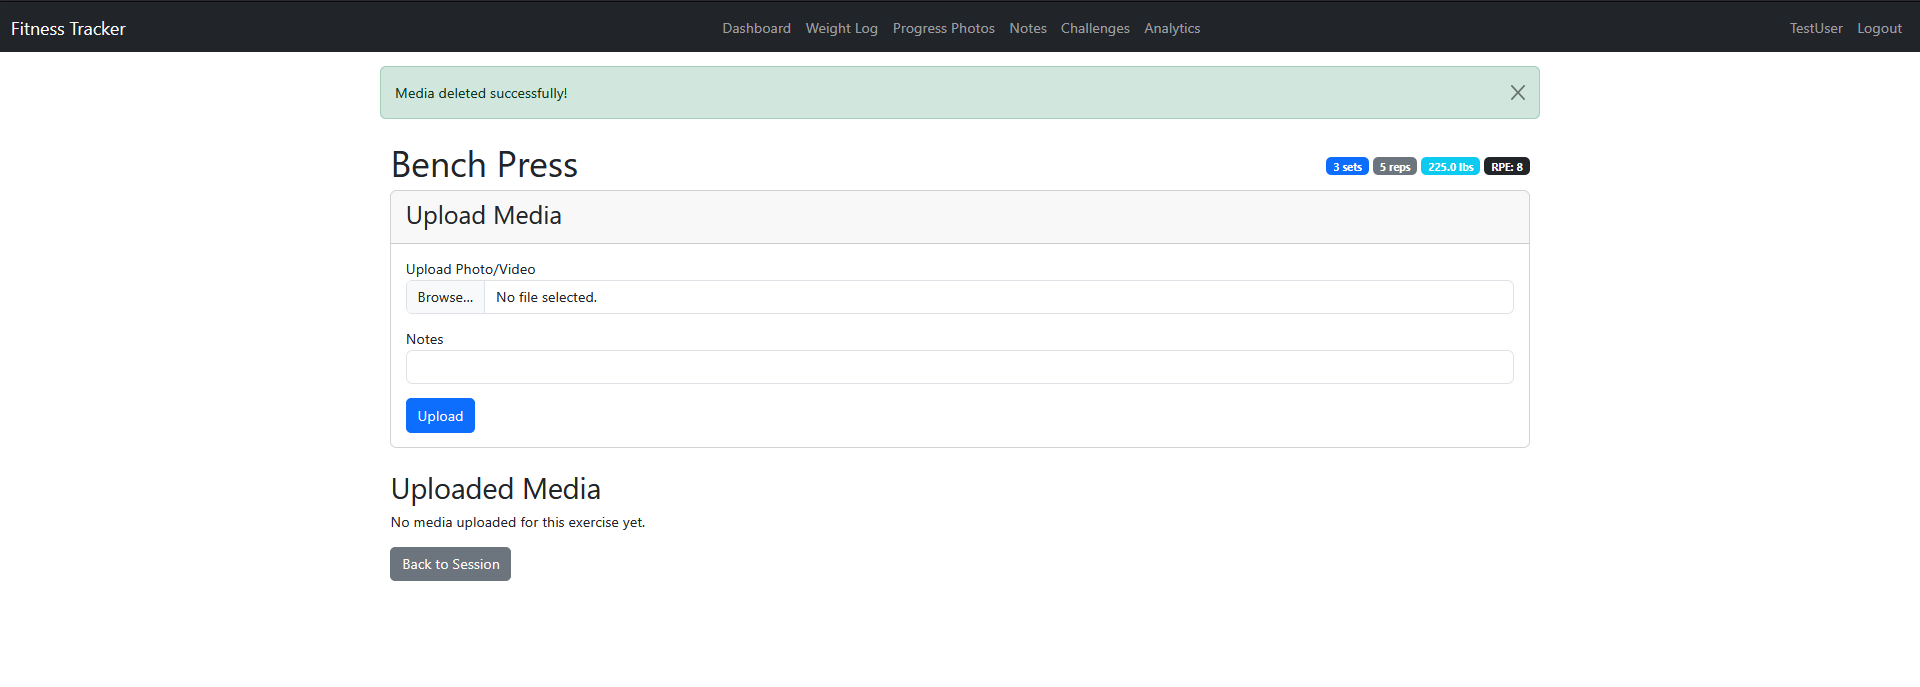 Fitness Tracker Dashboard Weight Log Progress Photos Notes Challenges Analytics TestUser Logout
Media deleted successfully!
Bench Press 3 sets 5 reps 225.0 lbs RPE: 8
Upload Media
Upload Photo/Video
Browse... No file selected.
Notes
Upload
Uploaded Media
No media uploaded for this exercise yet.
Back to Session